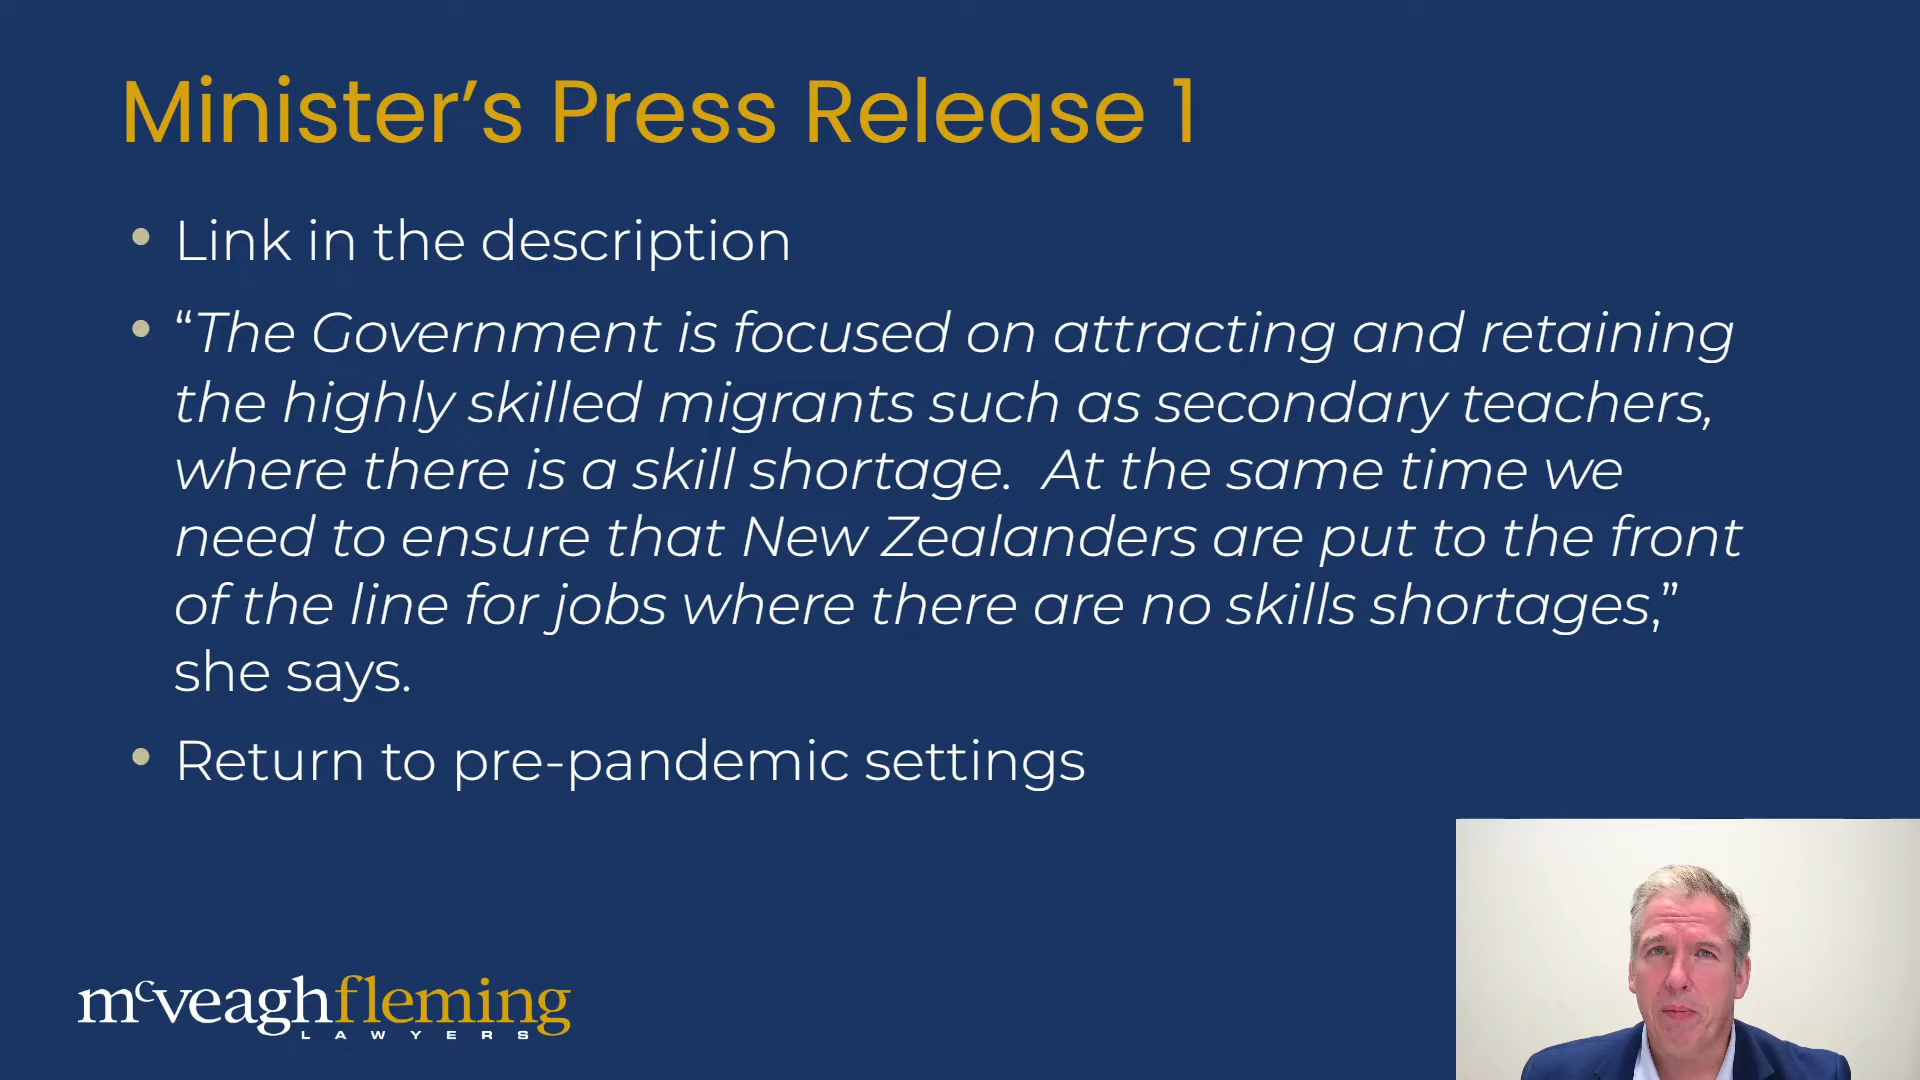 Minister’s Press Release 1
• Link in the description
• “The Government is focused on attracting and retaining
the highly skilled migrants such as secondary teachers,
where there is a skill shortage.  At the same time we
need to ensure that New Zealanders are put to the front
of the line for jobs where there are no skills shortages,”
she says.
• Return to pre-pandemic settings
mcveaghfleming
LAWYERS